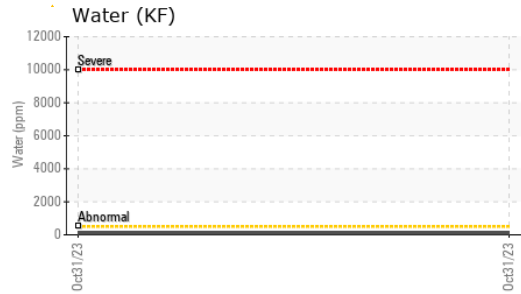 Water (KF)
12000
10000
8000
6000
4000
2000
0
Water (ppm)
Severe
Abnormal
Oct31/23
Oct31/23